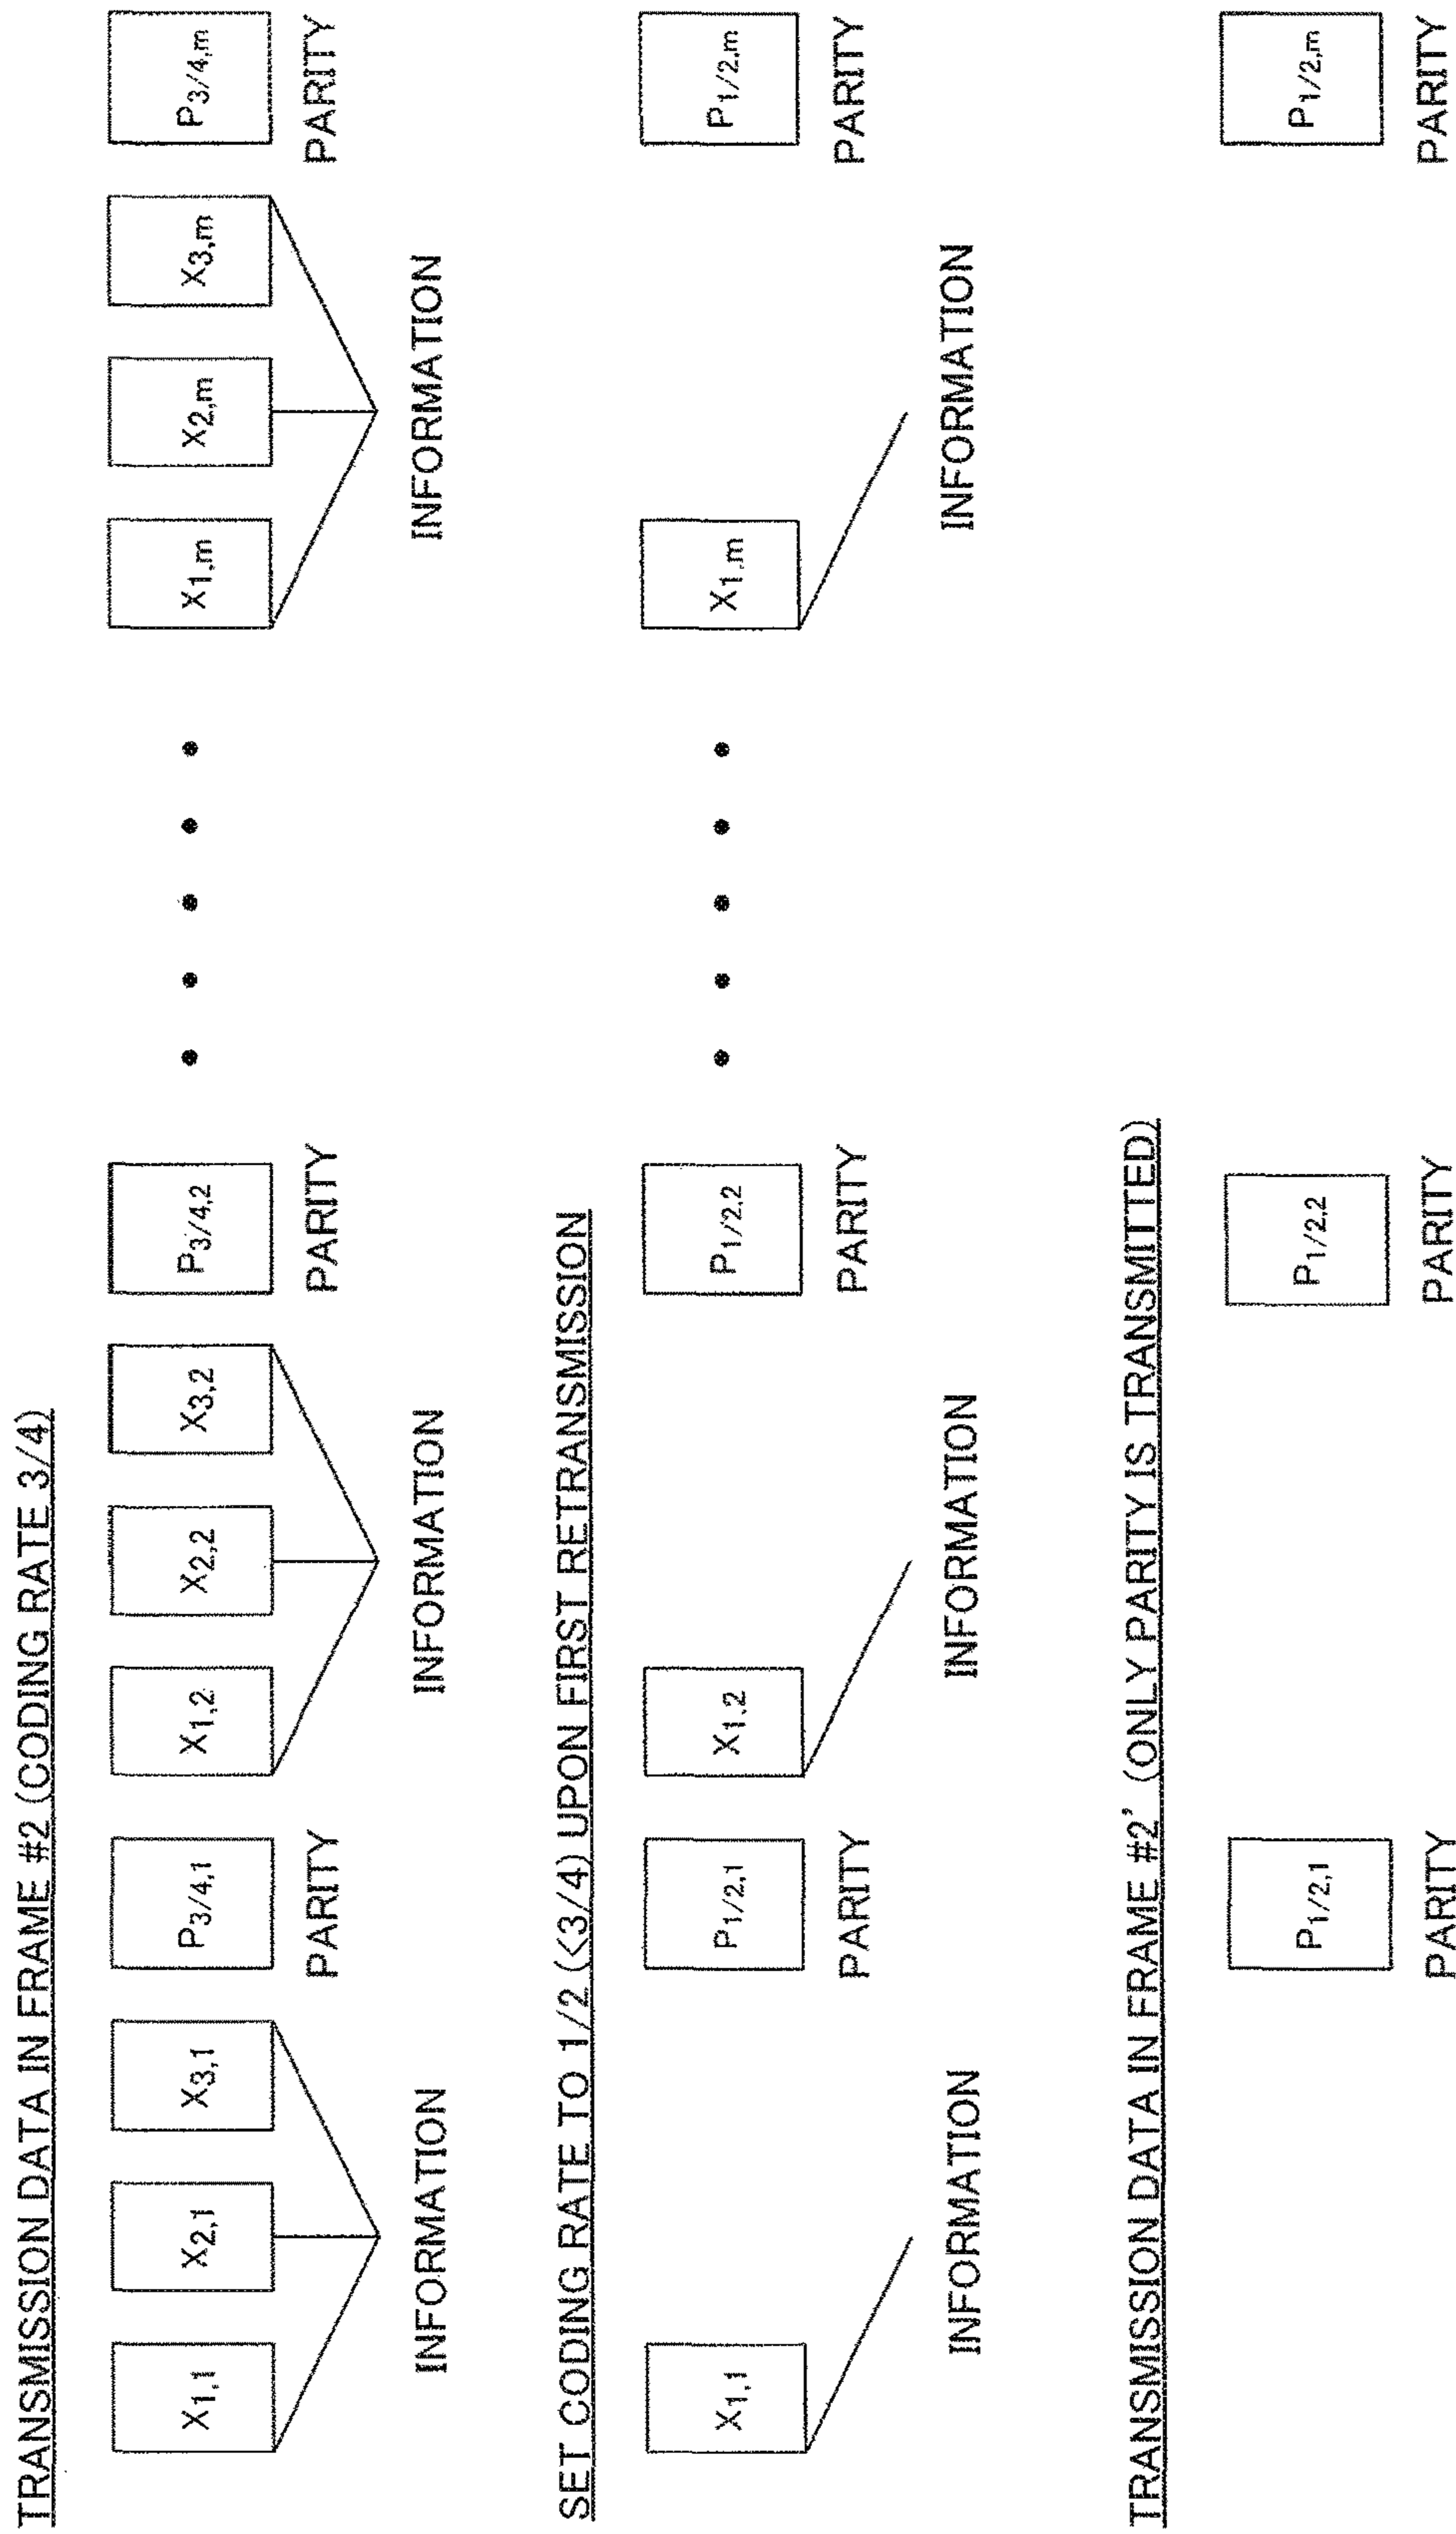 TRANSMISSION DATA IN FRAME #2 (CODING RATE 3/4)
X1,1 X2,1 X3,1 P3/4,1 X1,2 X2,2 X3,2 P3/4,2 • • • • • X1,m X2,m X3,m P3/4,m
PARITY PARITY PARITY
INFORMATION INFORMATION INFORMATION
SET CODING RATE TO 1/2 (<3/4) UPON FIRST RETRANSMISSION
X1,1 P1/2,1 X1,2 P1/2,2 • • • • • X1,m P1/2,m
PARITY PARITY PARITY
INFORMATION INFORMATION INFORMATION
TRANSMISSION DATA IN FRAME #2' (ONLY PARITY IS TRANSMITTED)
P1/2,1 P1/2,2 P1/2,m
PARITY PARITY PARITY